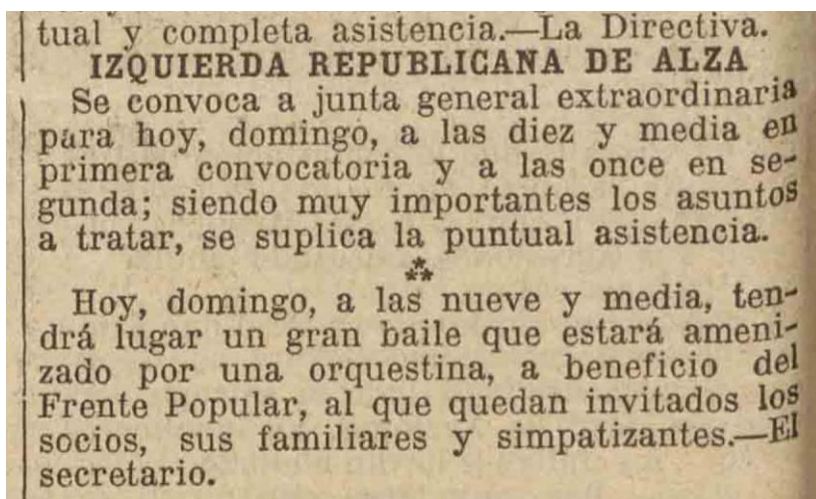 tual y completa asistencia.—La Directiva.
IZQUIERDA REPUBLICANA DE ALZA
Se convoca a junta general extraordinaria
para hoy, domingo, a las diez y media en
primera convocatoria y a las once en se-
gunda; siendo muy importantes los asuntos
a tratar, se suplica la puntual asistencia.
⁂
Hoy, domingo, a las nueve y media, ten-
drá lugar un gran baile que estará ameni-
zado por una orquestina, a beneficio del
Frente Popular, al que quedan invitados los
socios, sus familiares y simpatizantes.—El
secretario.